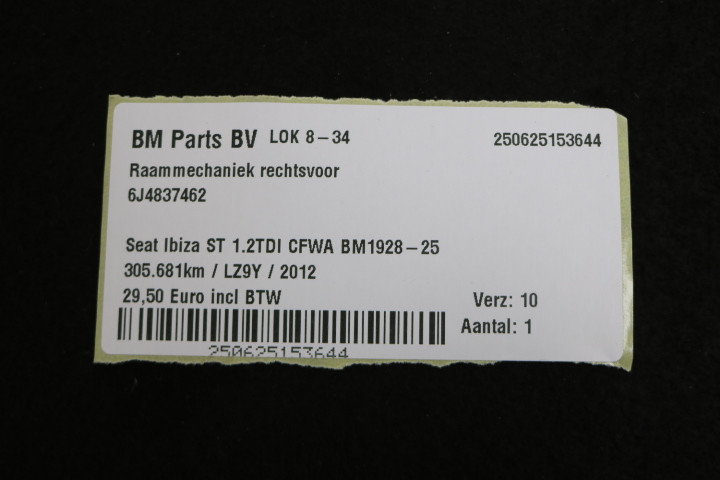 BM Parts BV LOK 8-34 250625153644
Raammechaniek rechtsvoor
6J4837462
Seat Ibiza ST 1.2TDI CFWA BM1928-25
305.681km / LZ9Y / 2012
29,50 Euro incl BTW Verz: 10
Aantal: 1
250625153644